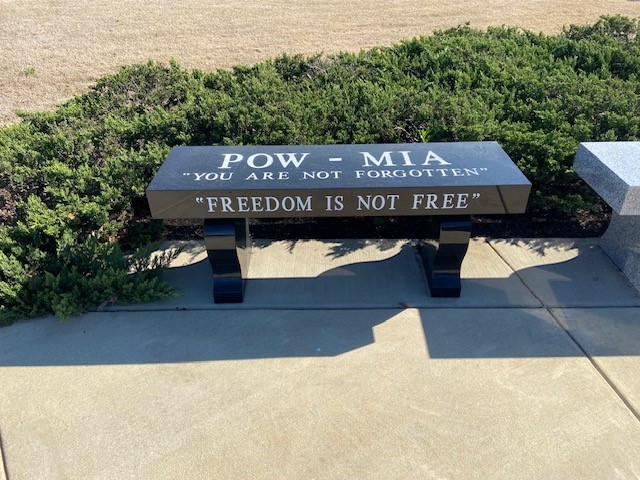 POW - MIA
"YOU ARE NOT FORGOTTEN"
"FREEDOM IS NOT FREE"